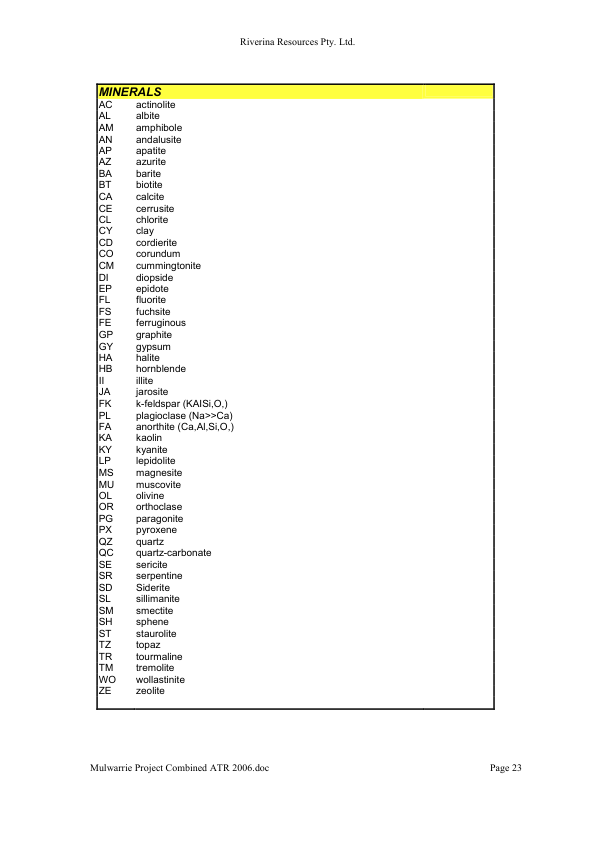 Riverina Resources Pty. Ltd.
MINERALS
AC actinolite
AL albite
AM amphibole
AN andalusite
AP apatite
AZ azurite
BA barite
BT biotite
CA calcite
CE cerrusite
CL chlorite
CY clay
CD cordierite
CO corundum
CM cummingtonite
DI diopside
EP epidote
FL fluorite
FS fuchsite
FE ferruginous
GP graphite
GY gypsum
HA halite
HB hornblende
II illite
JA jarosite
FK k-feldspar (KAlSi,O,)
PL plagioclase (Na>>Ca)
FA anorthite (Ca,Al,Si,O,)
KA kaolin
KY kyanite
LP lepidolite
MS magnesite
MU muscovite
OL olivine
OR orthoclase
PG paragonite
PX pyroxene
QZ quartz
QC quartz-carbonate
SE sericite
SR serpentine
SD Siderite
SL sillimanite
SM smectite
SH sphene
ST staurolite
TZ topaz
TR tourmaline
TM tremolite
WO wollastinite
ZE zeolite
Mulwarrie Project Combined ATR 2006.doc Page 23